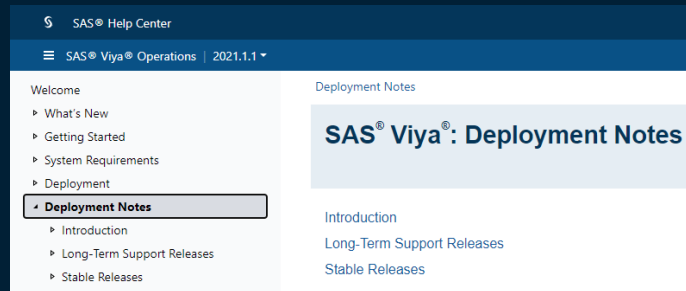 SAS® Help Center
SAS® Viya® Operations | 2021.1.1
Welcome
What's New
Getting Started
System Requirements
Deployment
Deployment Notes
Introduction
Long-Term Support Releases
Stable Releases
Deployment Notes
SAS® Viya®: Deployment Notes
Introduction
Long-Term Support Releases
Stable Releases